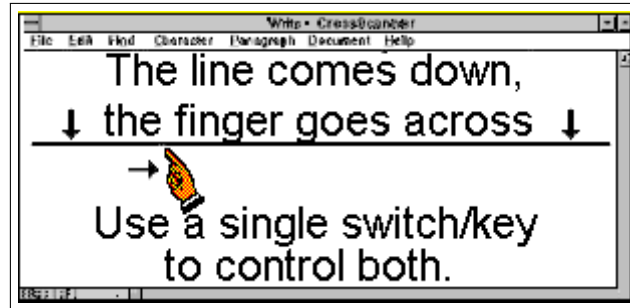 Write - CrossScanner
File Edit Find Character Paragraph Document Help
The line comes down,
↓ the finger goes across ↓
→
Use a single switch/key
to control both.